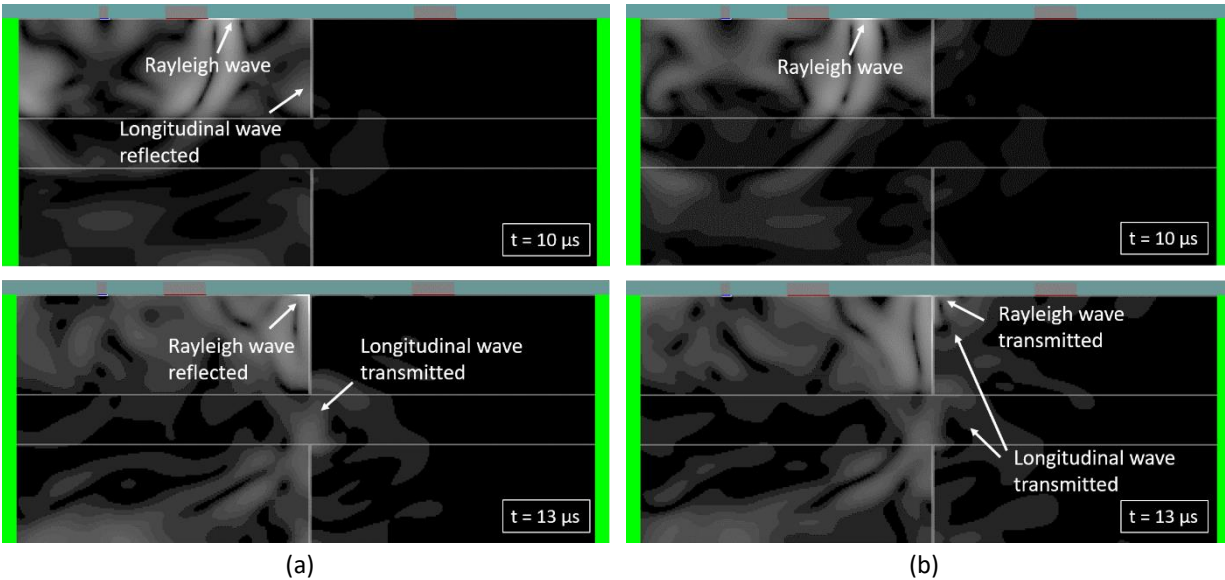 Rayleigh wave
Longitudinal wave
reflected
t = 10 µs
Rayleigh wave
t = 10 µs
Rayleigh wave
reflected
Longitudinal wave
transmitted
t = 13 µs
Rayleigh wave
transmitted
Longitudinal wave
transmitted
t = 13 µs
(a)
(b)